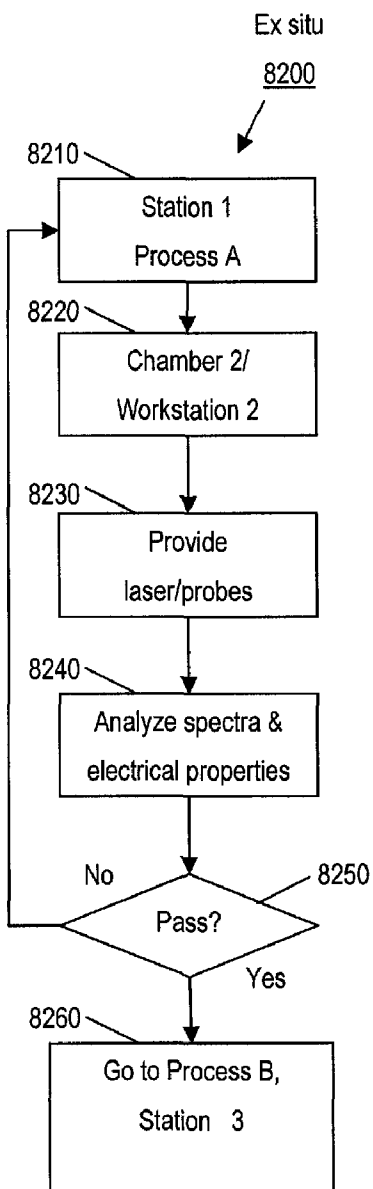 Ex situ
8200
8210
Station 1
Process A
8220
Chamber 2/
Workstation 2
8230
Provide
laser/probes
8240
Analyze spectra &
electrical properties
No
8250
Pass?
Yes
8260
Go to Process B,
Station 3